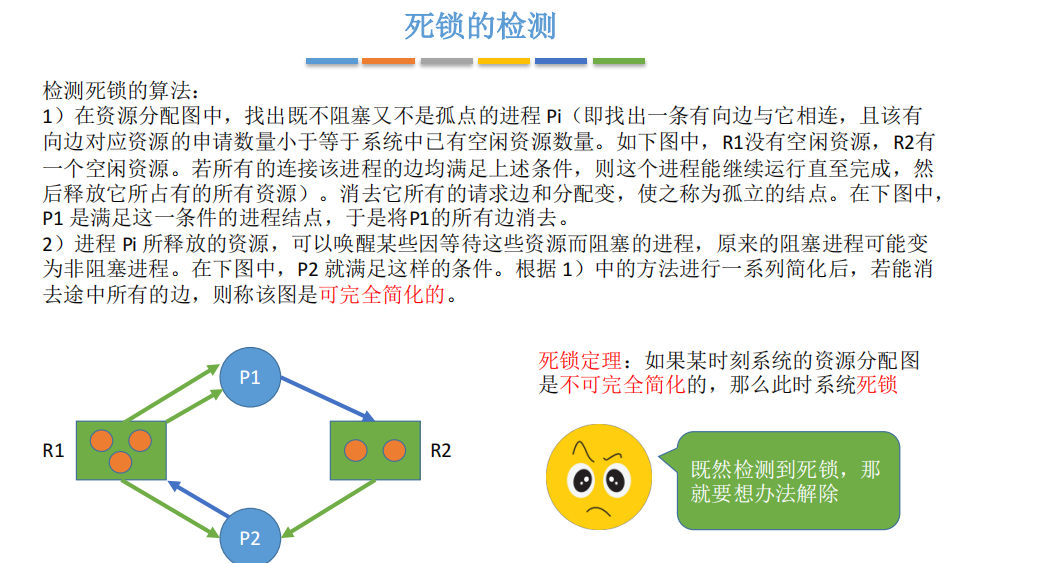 死锁的检测
检测死锁的算法：
1）在资源分配图中，找出既不阻塞又不是孤点的进程 Pi（即找出一条有向边与它相连，且该有
向边对应资源的申请数量小于等于系统中已有空闲资源数量。如下图中，R1没有空闲资源，R2有
一个空闲资源。若所有的连接该进程的边均满足上述条件，则这个进程能继续运行直至完成，然
后释放它所占有的所有资源）。消去它所有的请求边和分配变，使之称为孤立的结点。在下图中，
P1 是满足这一条件的进程结点，于是将P1的所有边消去。
2）进程 Pi 所释放的资源，可以唤醒某些因等待这些资源而阻塞的进程，原来的阻塞进程可能变
为非阻塞进程。在下图中，P2 就满足这样的条件。根据 1）中的方法进行一系列简化后，若能消
去途中所有的边，则称该图是可完全简化的。
死锁定理：如果某时刻系统的资源分配图
是不可完全简化的，那么此时系统死锁
P1
R1
R2
P2
既然检测到死锁，那
就要想办法解除